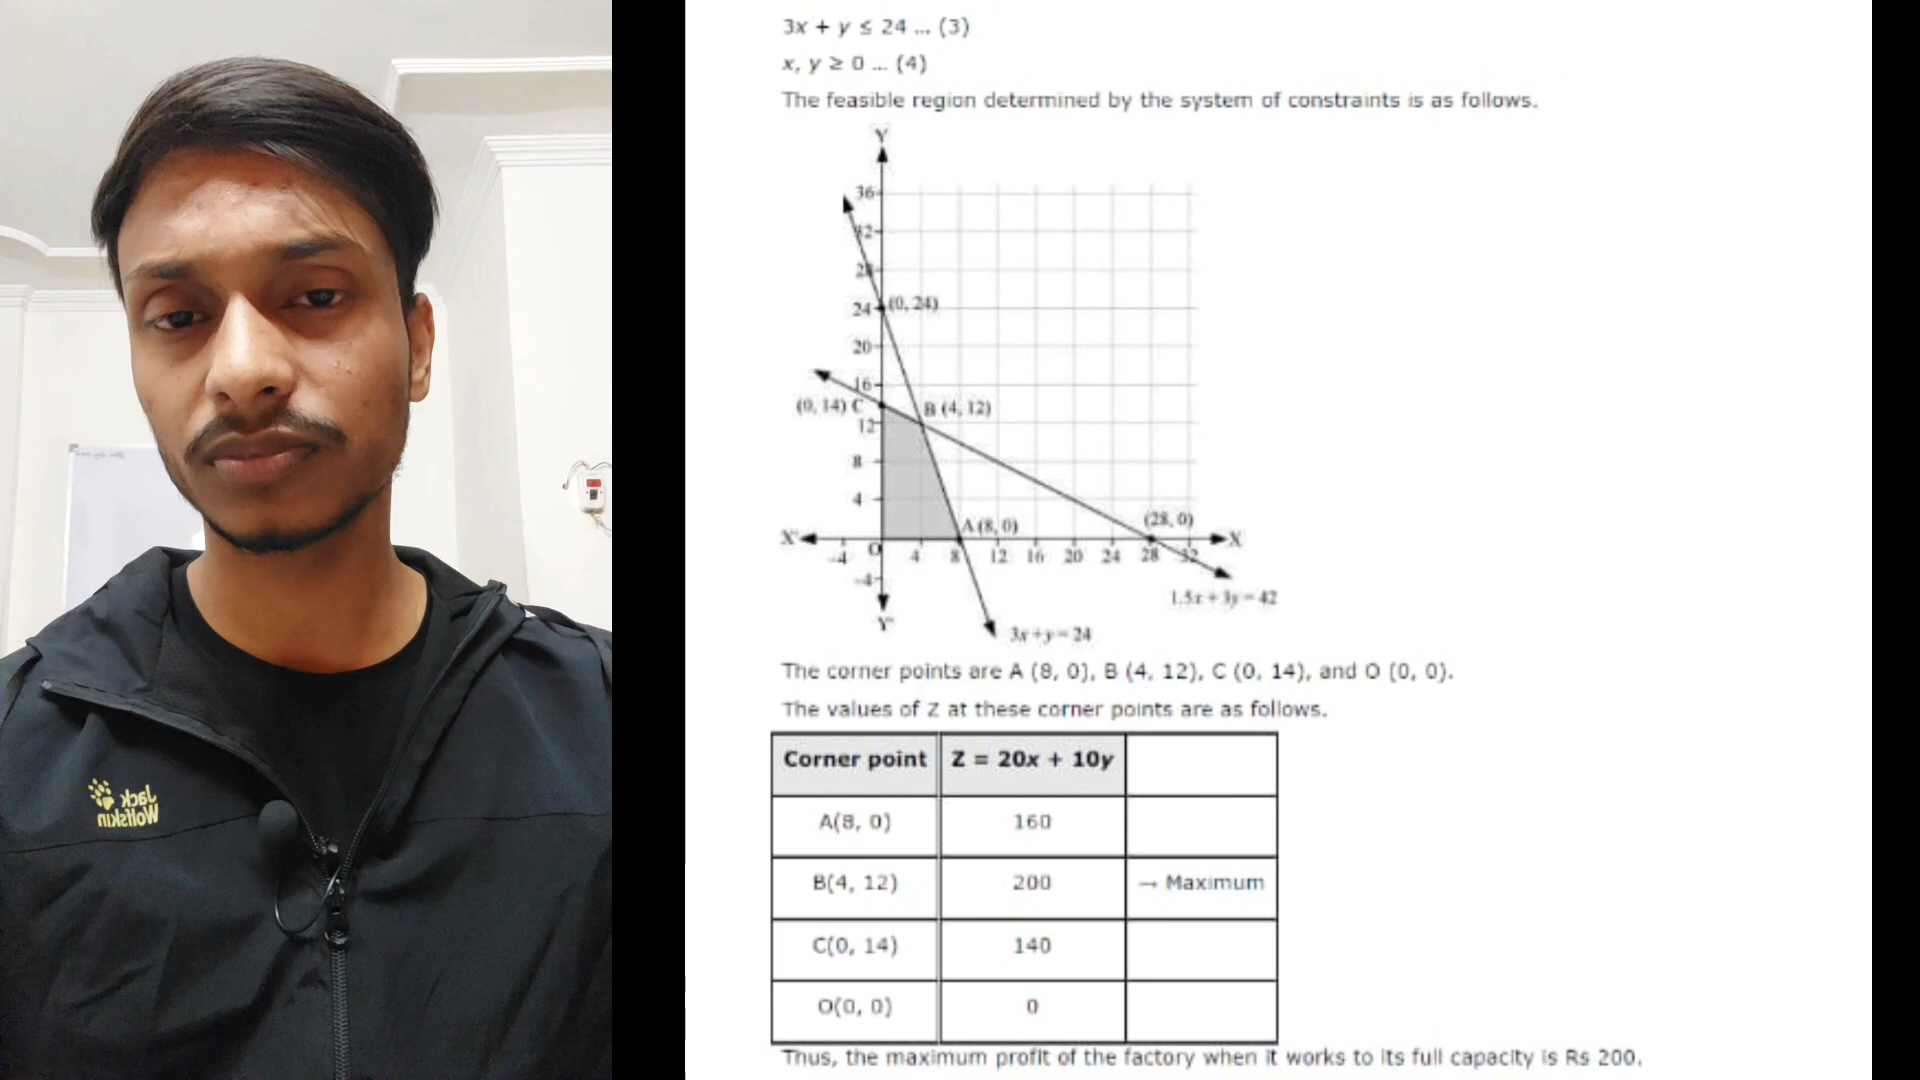 3x + y ≤ 24 ... (3)
x, y ≥ 0 ... (4)
The feasible region determined by the system of constraints is as follows.
Y
36
32
28
24
(0, 24)
20
16
(0, 14) C
B (4, 12)
12
8
4
A (8, 0)
(28, 0)
X'
O
X
-4
4
8
12
16
20
24
28
32
-4
1.5x + 3y = 42
Y'
3x + y = 24
The corner points are A (8, 0), B (4, 12), C (0, 14), and O (0, 0).
The values of Z at these corner points are as follows.
Corner point Z = 20x + 10y
A(8, 0) 160
B(4, 12) 200 → Maximum
C(0, 14) 140
O(0, 0) 0
Thus, the maximum profit of the factory when it works to its full capacity is Rs 200.
Jack
Wolfskin